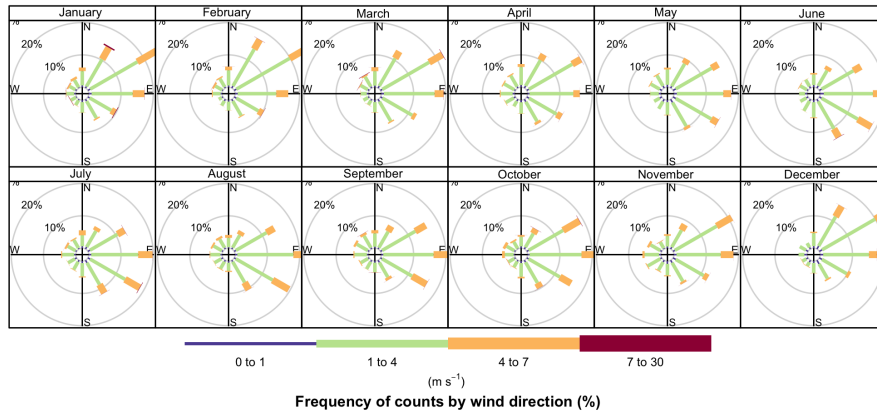 January February March April May June
% % % % % %
N N N N N N
20% 20% 20% 20% 20% 20%
10% 10% 10% 10% 10% 10%
W E W E W E W E W E W E
S S S S S S
July August September October November December
% % % % % %
N N N N N N
20% 20% 20% 20% 20% 20%
10% 10% 10% 10% 10% 10%
W E W E W E W E W E W E
S S S S S S
0 to 1 1 to 4 4 to 7 7 to 30
(m s⁻¹)
Frequency of counts by wind direction (%)